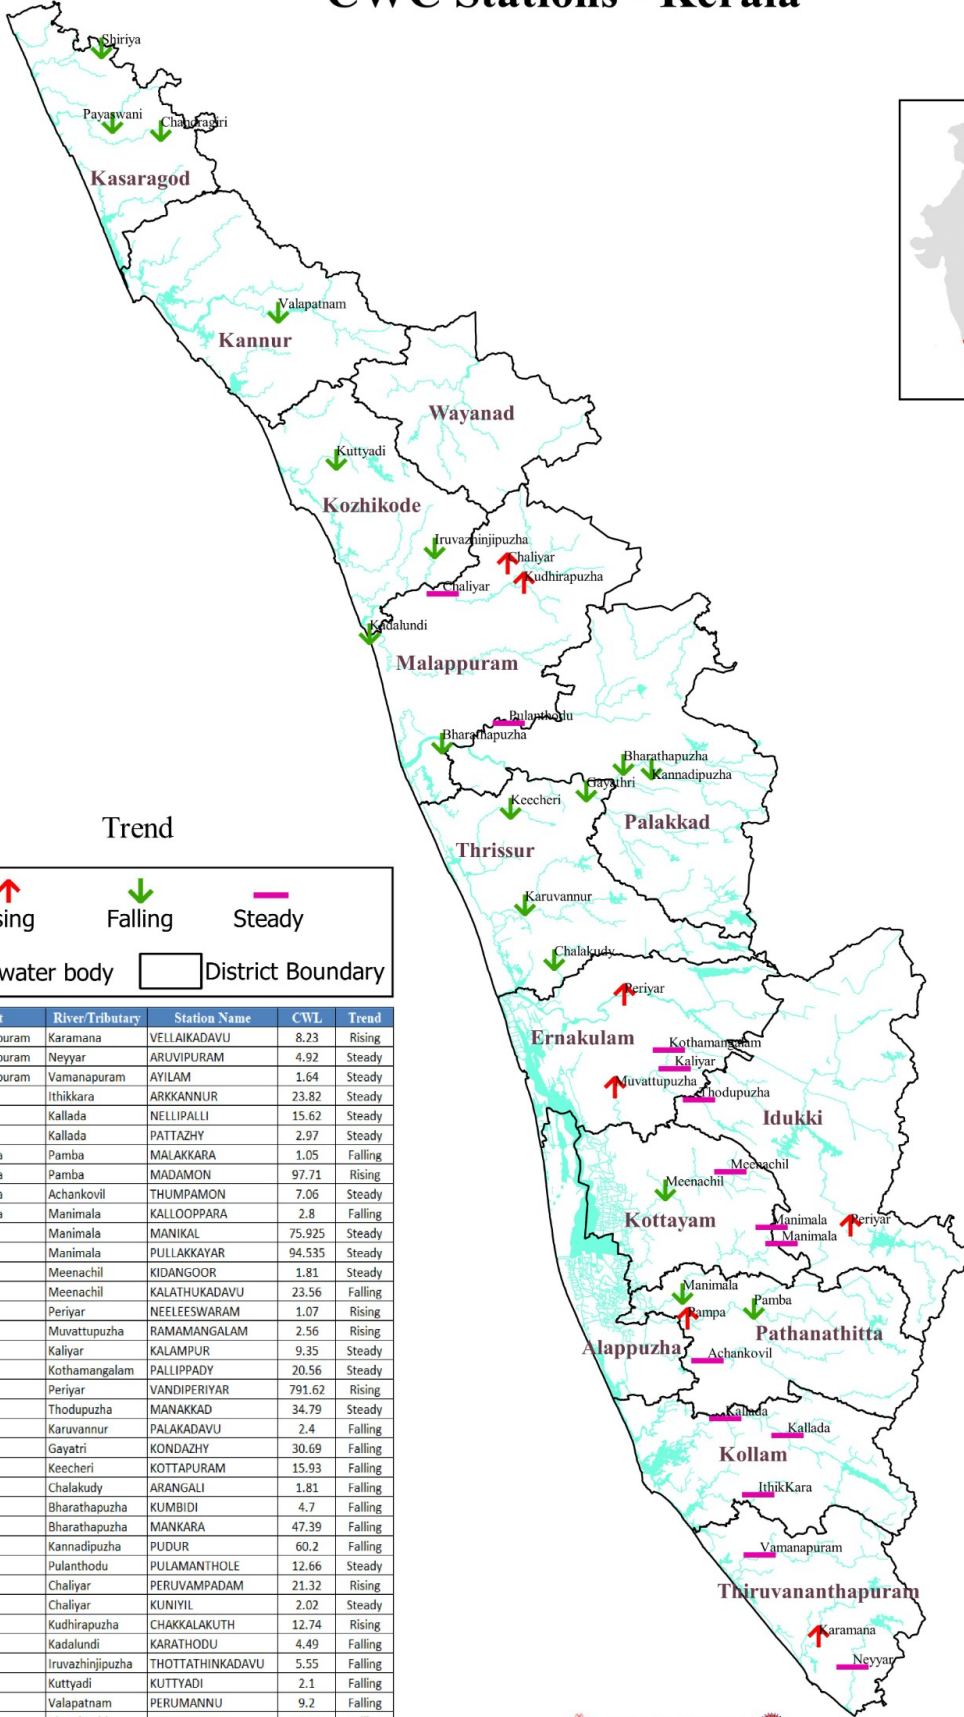 CWC Stations - Kerala
Shiriya
Payaswani
Chandragiri
Kasaragod
Valapatnam
Kannur
Wayanad
Kuttyadi
Kozhikode
Iruvazhinjipuzha
Chaliyar
Kudhirapuzha
Chaliyar
Kadalundi
Malappuram
Pulanthodu
Bharathapuzha
Bharathapuzha
Kannadipuzha
Gayathri
Keecheri
Palakkad
Thrissur
Karuvannur
Chalakudy
Periyar
Ernakulam
Kothamangalam
Kaliyar
Muvattupuzha
Thodupuzha
Idukki
Meenachil
Meenachil
Kottayam
Manimala
Periyar
Manimala
Manimala
Pamba
Pampa
Pathanathitta
Alappuzha
Achankovil
Kallada
Kallada
Kollam
IthikKara
Vamanapuram
Thiruvananthapuram
Karamana
Neyyar
Trend
sing Falling Steady
water body District Boundary
t River/Tributary Station Name CWL Trend
puram Karamana VELLAIKADAVU 8.23 Rising
puram Neyyar ARUVIPURAM 4.92 Steady
puram Vamanapuram AYILAM 1.64 Steady
Ithikkara ARKKANNUR 23.82 Steady
Kallada NELLIPALLI 15.62 Steady
Kallada PATTAZHY 2.97 Steady
a Pamba MALAKKARA 1.05 Falling
a Pamba MADAMON 97.71 Rising
a Achankovil THUMPAMON 7.06 Steady
a Manimala KALLOOPPARA 2.8 Falling
Manimala MANIKAL 75.925 Steady
Manimala PULLAKKAYAR 94.535 Steady
Meenachil KIDANGOOR 1.81 Steady
Meenachil KALATHUKADAVU 23.56 Falling
Periyar NEELEESWARAM 1.07 Rising
Muvattupuzha RAMAMANGALAM 2.56 Rising
Kaliyar KALAMPUR 9.35 Steady
Kothamangalam PALLIPPADY 20.56 Steady
Periyar VANDIPERIYAR 791.62 Rising
Thodupuzha MANAKKAD 34.79 Steady
Karuvannur PALAKADAVU 2.4 Falling
Gayatri KONDAZHY 30.69 Falling
Keecheri KOTTAPURAM 15.93 Falling
Chalakudy ARANGALI 1.81 Falling
Bharathapuzha KUMBIDI 4.7 Falling
Bharathapuzha MANKARA 47.39 Falling
Kannadipuzha PUDUR 60.2 Falling
Pulanthodu PULAMANTHOLE 12.66 Steady
Chaliyar PERUVAMPADAM 21.32 Rising
Chaliyar KUNIYIL 2.02 Steady
Kudhirapuzha CHAKKALAKUTH 12.74 Rising
Kadalundi KARATHODU 4.49 Falling
Iruvazhinjipuzha THOTTATHINKADAVU 5.55 Falling
Kuttyadi KUTTYADI 2.1 Falling
Valapatnam PERUMANNU 9.2 Falling